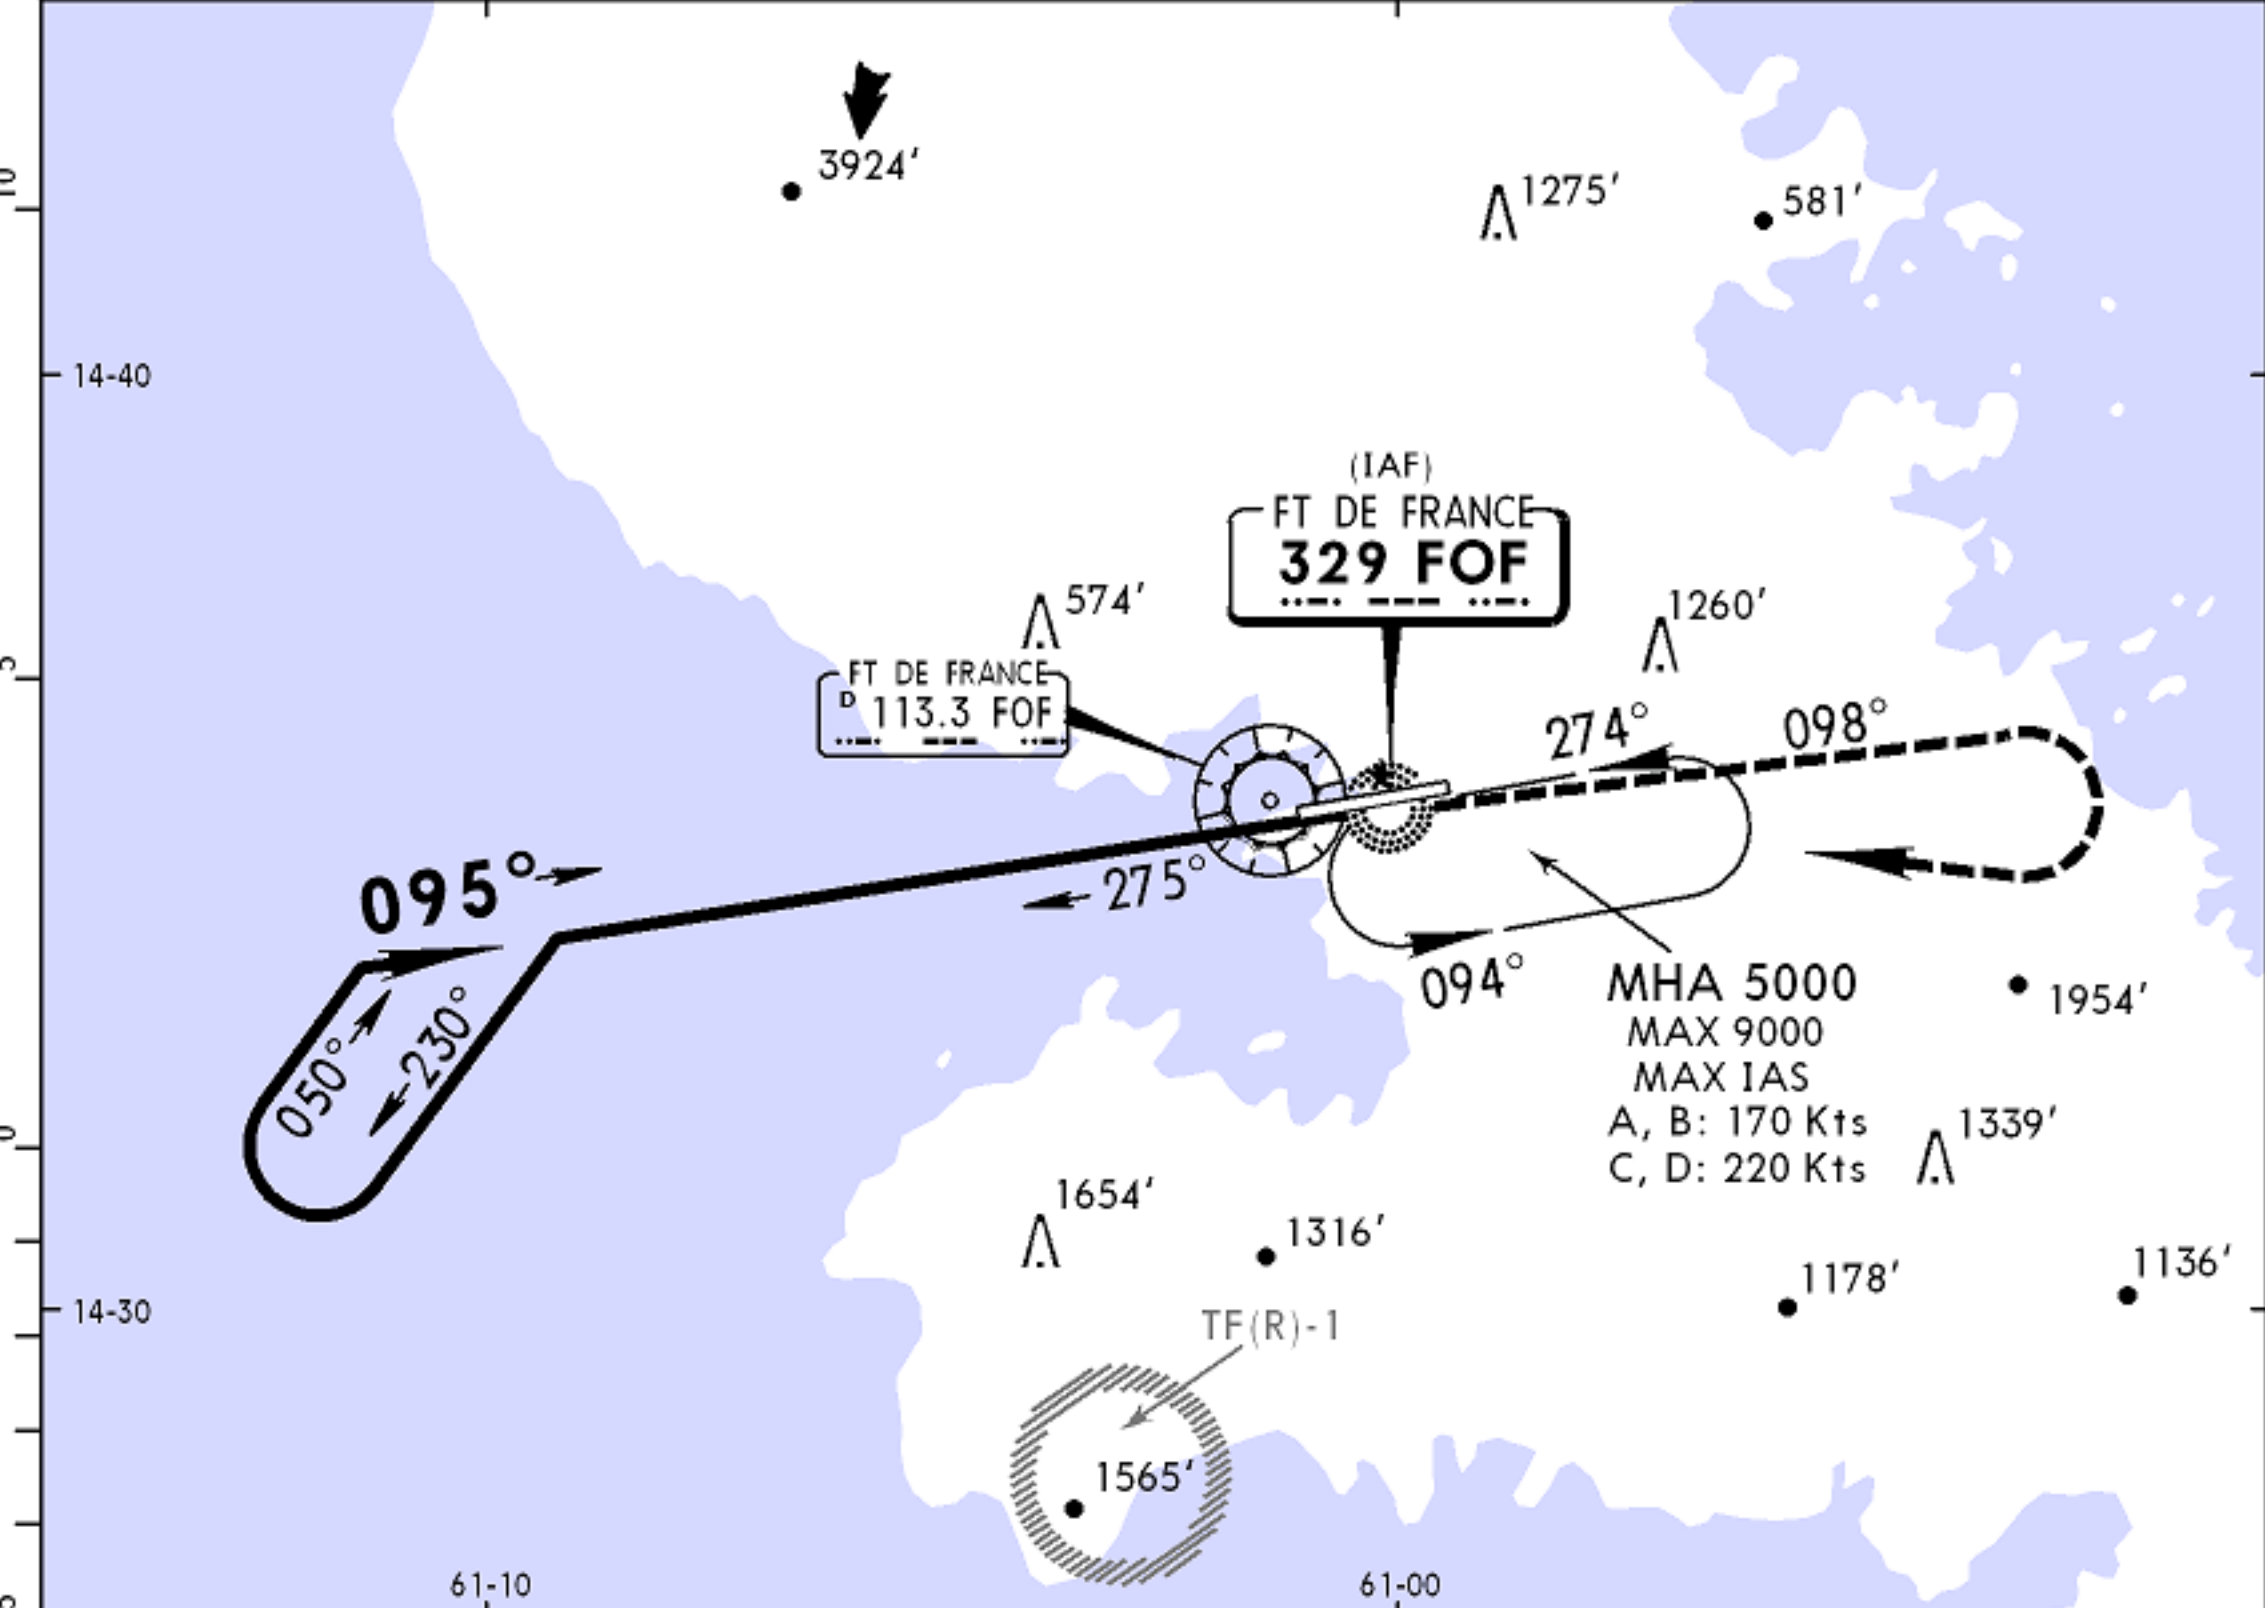 3924'
1275'
581'
14-40
(IAF)
FT DE FRANCE
329 FOF
574'
1260'
FT DE FRANCE
D 113.3 FOF
274°
098°
095°
275°
094°
050°
230°
MHA 5000
MAX 9000
MAX IAS
A, B: 170 Kts
C, D: 220 Kts
1954'
1339'
1654'
1316'
1178'
1136'
14-30
TF(R)-1
1565'
61-10
61-00